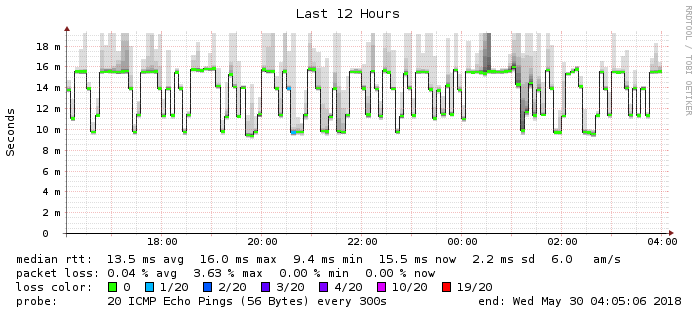 Last 12 Hours
RRDTOOL / TOBI OETIKER
Seconds
18 m
16 m
14 m
12 m
10 m
8 m
6 m
4 m
2 m
0
18:00 20:00 22:00 00:00 02:00 04:00
median rtt: 13.5 ms avg 16.0 ms max 9.4 ms min 15.5 ms now 2.2 ms sd 6.0 am/s
packet loss: 0.04 % avg 3.63 % max 0.00 % min 0.00 % now
loss color: 0 1/20 2/20 3/20 4/20 10/20 19/20
probe: 20 ICMP Echo Pings (56 Bytes) every 300s end: Wed May 30 04:05:06 2018